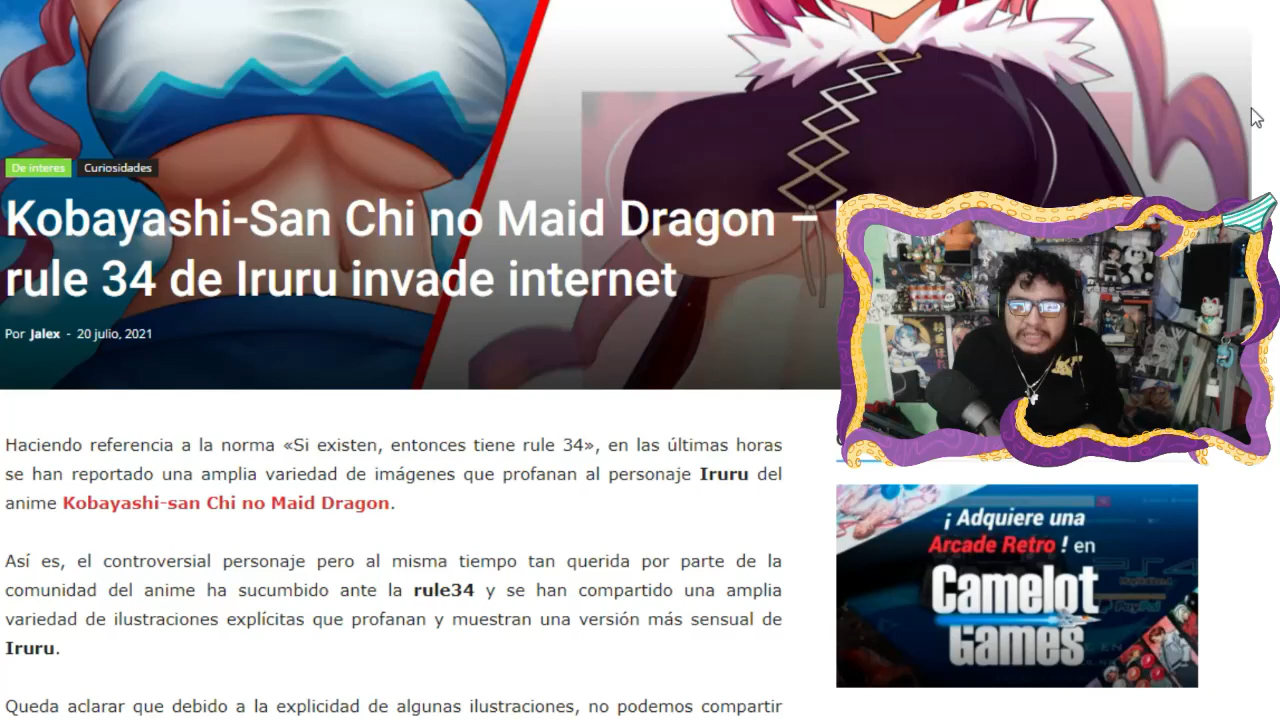 De interes Curiosidades
Kobayashi-San Chi no Maid Dragon –
rule 34 de Iruru invade internet
Por Jalex - 20 julio, 2021
Haciendo referencia a la norma «Si existen, entonces tiene rule 34», en las últimas horas
se han reportado una amplia variedad de imágenes que profanan al personaje Iruru del
anime Kobayashi-san Chi no Maid Dragon.
Así es, el controversial personaje pero al misma tiempo tan querida por parte de la
comunidad del anime ha sucumbido ante la rule34 y se han compartido una amplia
variedad de ilustraciones explícitas que profanan y muestran una versión más sensual de
Iruru.
Queda aclarar que debido a la explicidad de algunas ilustraciones, no podemos compartir
¡ Adquiere una
Arcade Retro ! en
Camelot
Games